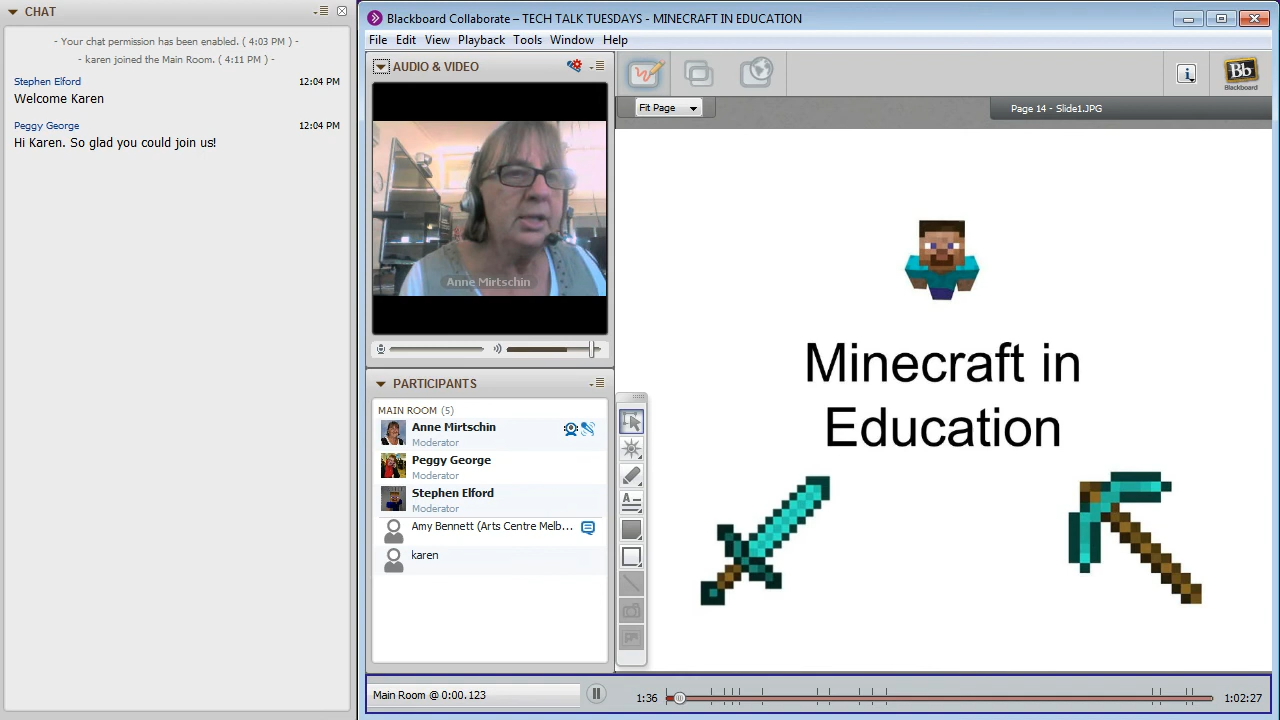 CHAT
- Your chat permission has been enabled. ( 4:03 PM ) -
- karen joined the Main Room. ( 4:11 PM ) -
Stephen Elford 12:04 PM
Welcome Karen
Peggy George 12:04 PM
Hi Karen. So glad you could join us!
Blackboard Collaborate – TECH TALK TUESDAYS - MINECRAFT IN EDUCATION
File Edit View Playback Tools Window Help
AUDIO & VIDEO
Anne Mirtschin
PARTICIPANTS
MAIN ROOM (5)
Anne Mirtschin
Moderator
Peggy George
Moderator
Stephen Elford
Moderator
Amy Bennett (Arts Centre Melb...
karen
Bb
Blackboard
Fit Page
Page 14 - Slide1.JPG
Minecraft in
Education
Main Room @ 0:00.123
1:36
1:02:27